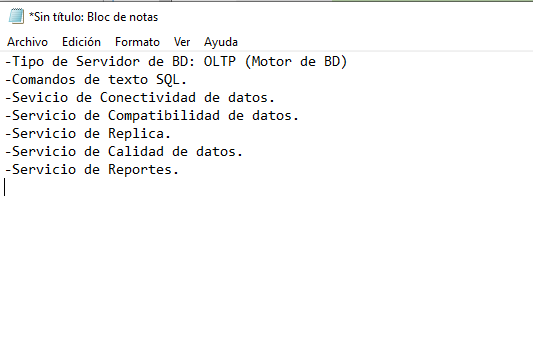 *Sin título: Bloc de notas
Archivo Edición Formato Ver Ayuda
-Tipo de Servidor de BD: OLTP (Motor de BD)
-Comandos de texto SQL.
-Sevicio de Conectividad de datos.
-Servicio de Compatibilidad de datos.
-Servicio de Replica.
-Servicio de Calidad de datos.
-Servicio de Reportes.